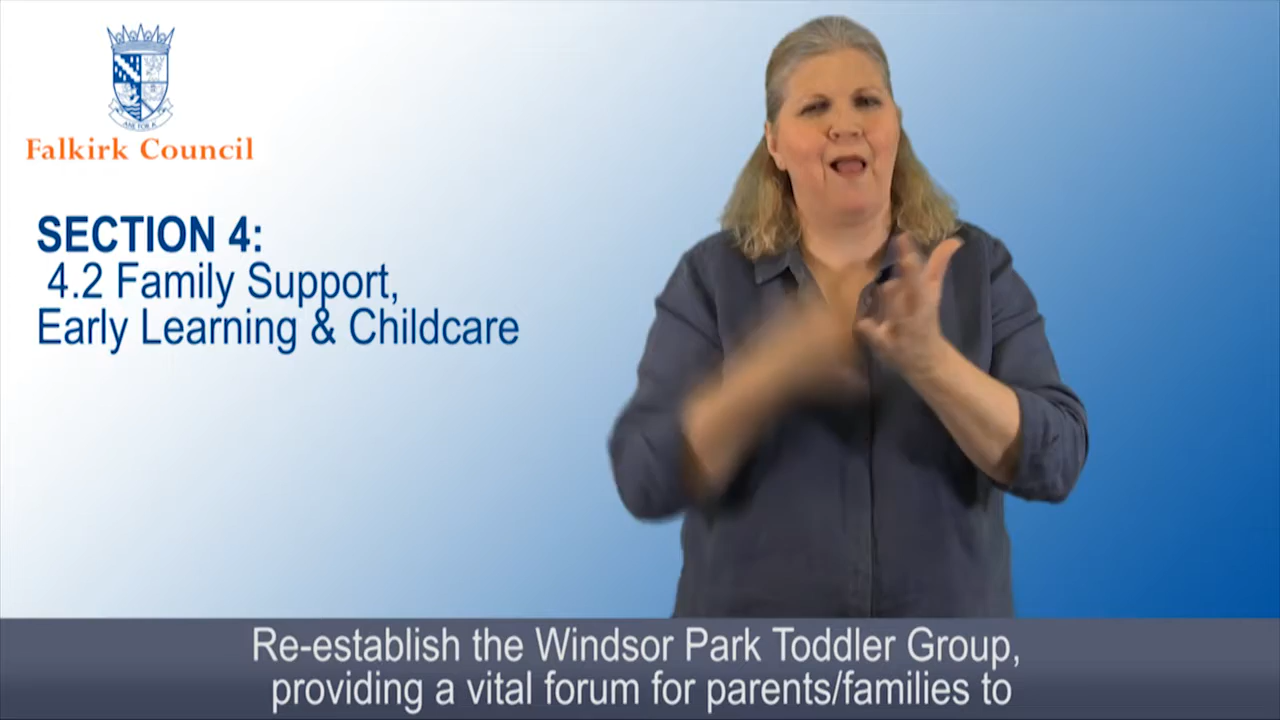 Falkirk Council
SECTION 4:
4.2 Family Support,
Early Learning & Childcare
Re-establish the Windsor Park Toddler Group,
providing a vital forum for parents/families to